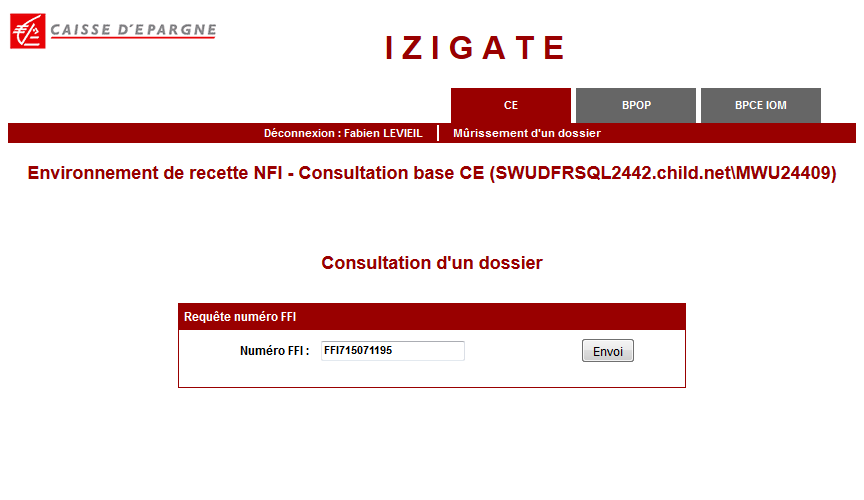 CAISSE D'EPARGNE
IZIGATE
CE
BPOP
BPCE IOM
Déconnexion : Fabien LEVIEIL
Mûrissement d'un dossier
Environnement de recette NFI - Consultation base CE (SWUDFRSQL2442.child.net\MWU24409)
Consultation d'un dossier
Requête numéro FFI
Numéro FFI : FFI715071195 Envoi